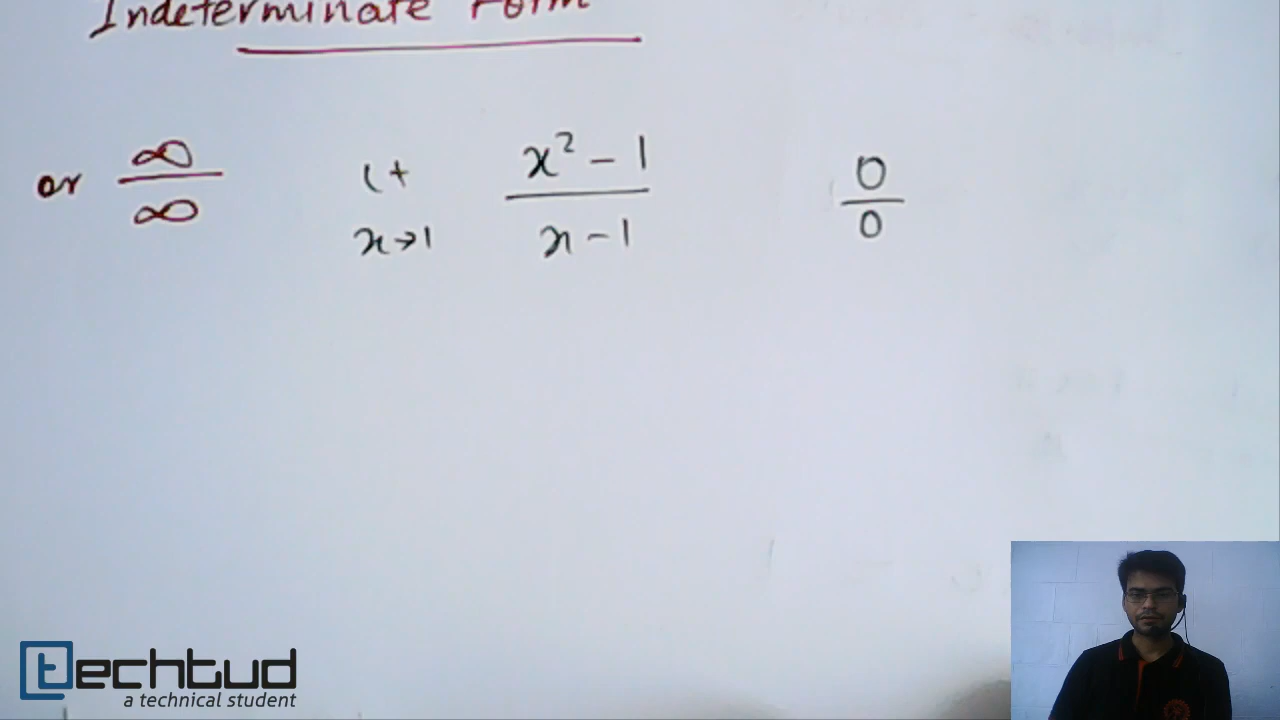 Indeterminate Form
or ∞/∞ lt x→1 x² - 1 / x - 1 0/0
techtud
a technical student